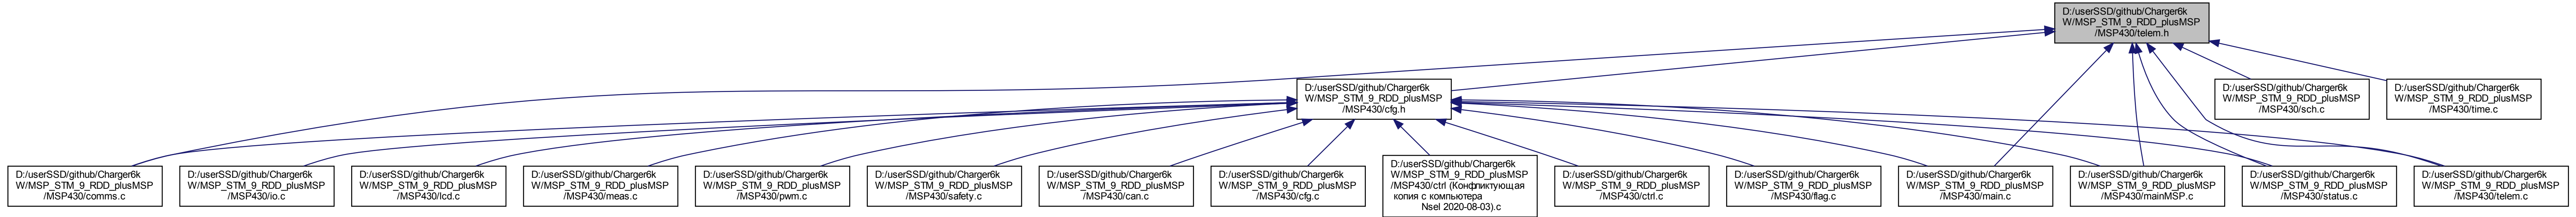 D:/userSSD/github/Charger6k
W/MSP_STM_9_RDD_plusMSP
/MSP430/telem.h
D:/userSSD/github/Charger6k
W/MSP_STM_9_RDD_plusMSP
/MSP430/cfg.h
D:/userSSD/github/Charger6k
W/MSP_STM_9_RDD_plusMSP
/MSP430/sch.c
D:/userSSD/github/Charger6k
W/MSP_STM_9_RDD_plusMSP
/MSP430/time.c
D:/userSSD/github/Charger6k
W/MSP_STM_9_RDD_plusMSP
/MSP430/comms.c
D:/userSSD/github/Charger6k
W/MSP_STM_9_RDD_plusMSP
/MSP430/io.c
D:/userSSD/github/Charger6k
W/MSP_STM_9_RDD_plusMSP
/MSP430/lcd.c
D:/userSSD/github/Charger6k
W/MSP_STM_9_RDD_plusMSP
/MSP430/meas.c
D:/userSSD/github/Charger6k
W/MSP_STM_9_RDD_plusMSP
/MSP430/pwm.c
D:/userSSD/github/Charger6k
W/MSP_STM_9_RDD_plusMSP
/MSP430/safety.c
D:/userSSD/github/Charger6k
W/MSP_STM_9_RDD_plusMSP
/MSP430/can.c
D:/userSSD/github/Charger6k
W/MSP_STM_9_RDD_plusMSP
/MSP430/cfg.c
D:/userSSD/github/Charger6k
W/MSP_STM_9_RDD_plusMSP
/MSP430/ctrl (Конфликтующая
копия с компьютера
Nsel 2020-08-03).c
D:/userSSD/github/Charger6k
W/MSP_STM_9_RDD_plusMSP
/MSP430/ctrl.c
D:/userSSD/github/Charger6k
W/MSP_STM_9_RDD_plusMSP
/MSP430/flag.c
D:/userSSD/github/Charger6k
W/MSP_STM_9_RDD_plusMSP
/MSP430/main.c
D:/userSSD/github/Charger6k
W/MSP_STM_9_RDD_plusMSP
/MSP430/mainMSP.c
D:/userSSD/github/Charger6k
W/MSP_STM_9_RDD_plusMSP
/MSP430/status.c
D:/userSSD/github/Charger6k
W/MSP_STM_9_RDD_plusMSP
/MSP430/telem.c